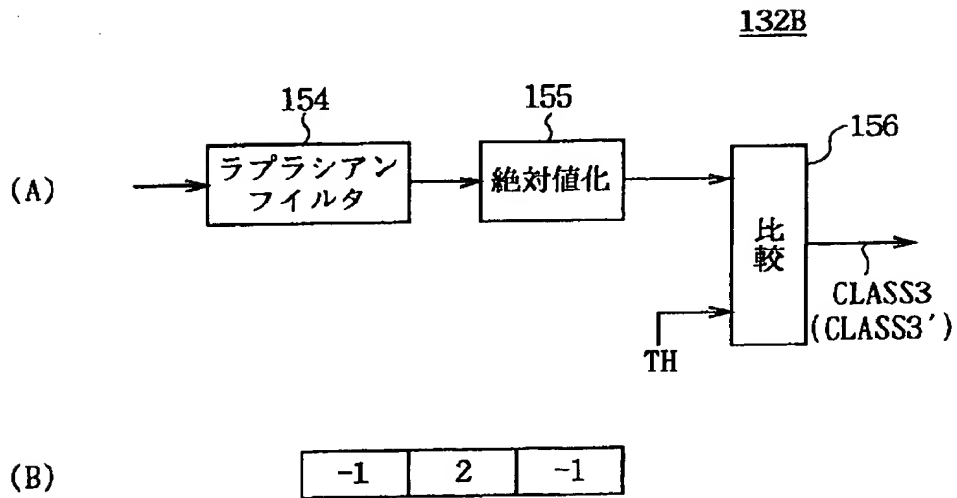 132B
154
155
156
(A)
ラプラシアン
フイルタ
絶対値化
比較
CLASS3
(CLASS3')
TH
(B)
-1 2 -1